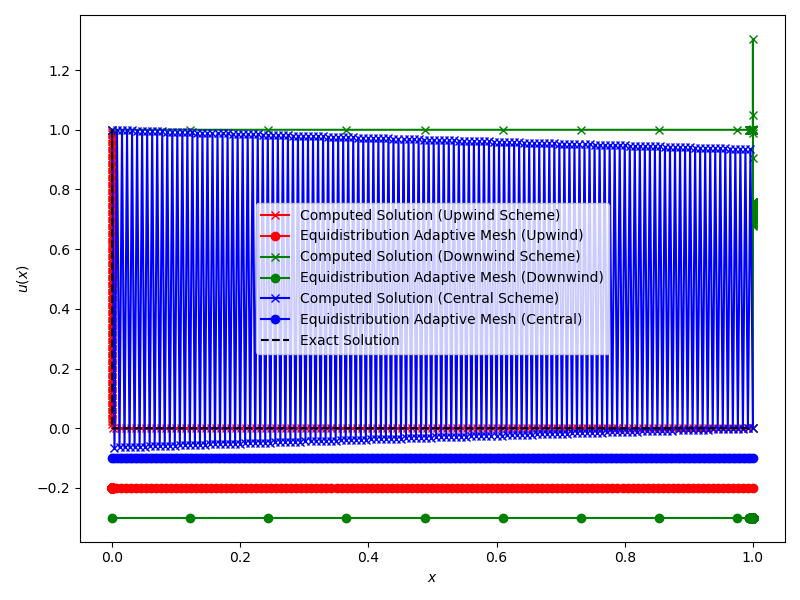 1.2
1.0
0.8
0.6
0.4
0.2
0.0
−0.2
u(x)
Computed Solution (Upwind Scheme)
Equidistribution Adaptive Mesh (Upwind)
Computed Solution (Downwind Scheme)
Equidistribution Adaptive Mesh (Downwind)
Computed Solution (Central Scheme)
Equidistribution Adaptive Mesh (Central)
Exact Solution
0.0 0.2 0.4 0.6 0.8 1.0
x